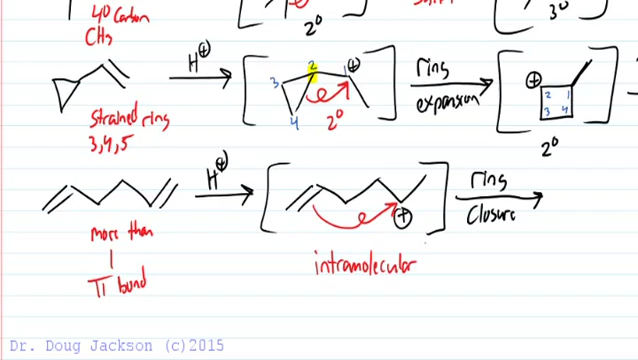 4° Carbon
CH₃
2°
3°
H⊕
2
1
⊕
3
4
2°
ring
expansion
⊕
2 1
3 4
2°
Strained ring
3,4,5
H⊕
⊕
ring
Closure
more than
1
π bond
intramolecular
Dr. Doug Jackson (c)2015